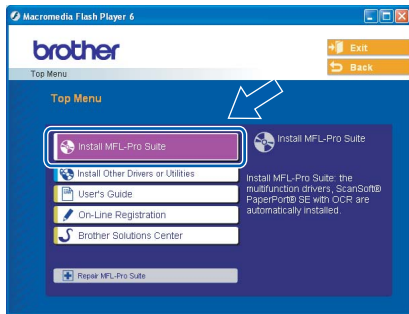 Macromedia Flash Player 6
brother
Exit
Back
Top Menu
Top Menu
Install MFL-Pro Suite
Install Other Drivers or Utilities
User's Guide
On-Line Registration
Brother Solutions Center
Repair MFL-Pro Suite
Install MFL-Pro Suite
Install MFL-Pro Suite: the
multifunction drivers, ScanSoft®
PaperPort® SE with OCR are
automatically installed.